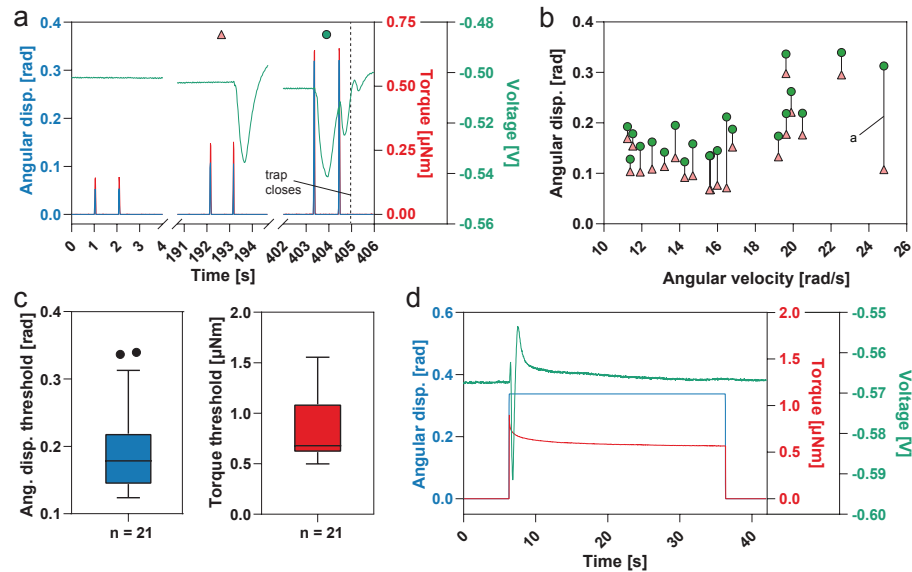 a
Angular disp. [rad]
0.4
0.3
0.2
0.1
0.0
0.75
0.50
0.25
0.00
Torque [µNm]
-0.48
-0.50
-0.52
-0.54
-0.56
Voltage [V]
trap
closes
0 1 2 4 191 192 193 194 402 403 404 405 406
Time [s]
b
Angular disp. [rad]
0.4
0.3
0.2
0.1
0.0
a
10 12 14 16 18 20 22 24 26
Angular velocity [rad/s]
c
Ang. disp. threshold [rad]
0.4
0.3
0.2
0.1
n = 21
Torque threshold [µNm]
2.0
1.5
1.0
0.5
0.0
n = 21
d
Angular disp. [rad]
0.6
0.4
0.2
0.0
2.0
1.5
1.0
0.5
0.0
Torque [µNm]
-0.55
-0.56
-0.57
-0.58
-0.59
-0.60
Voltage [V]
0 10 20 30 40
Time [s]